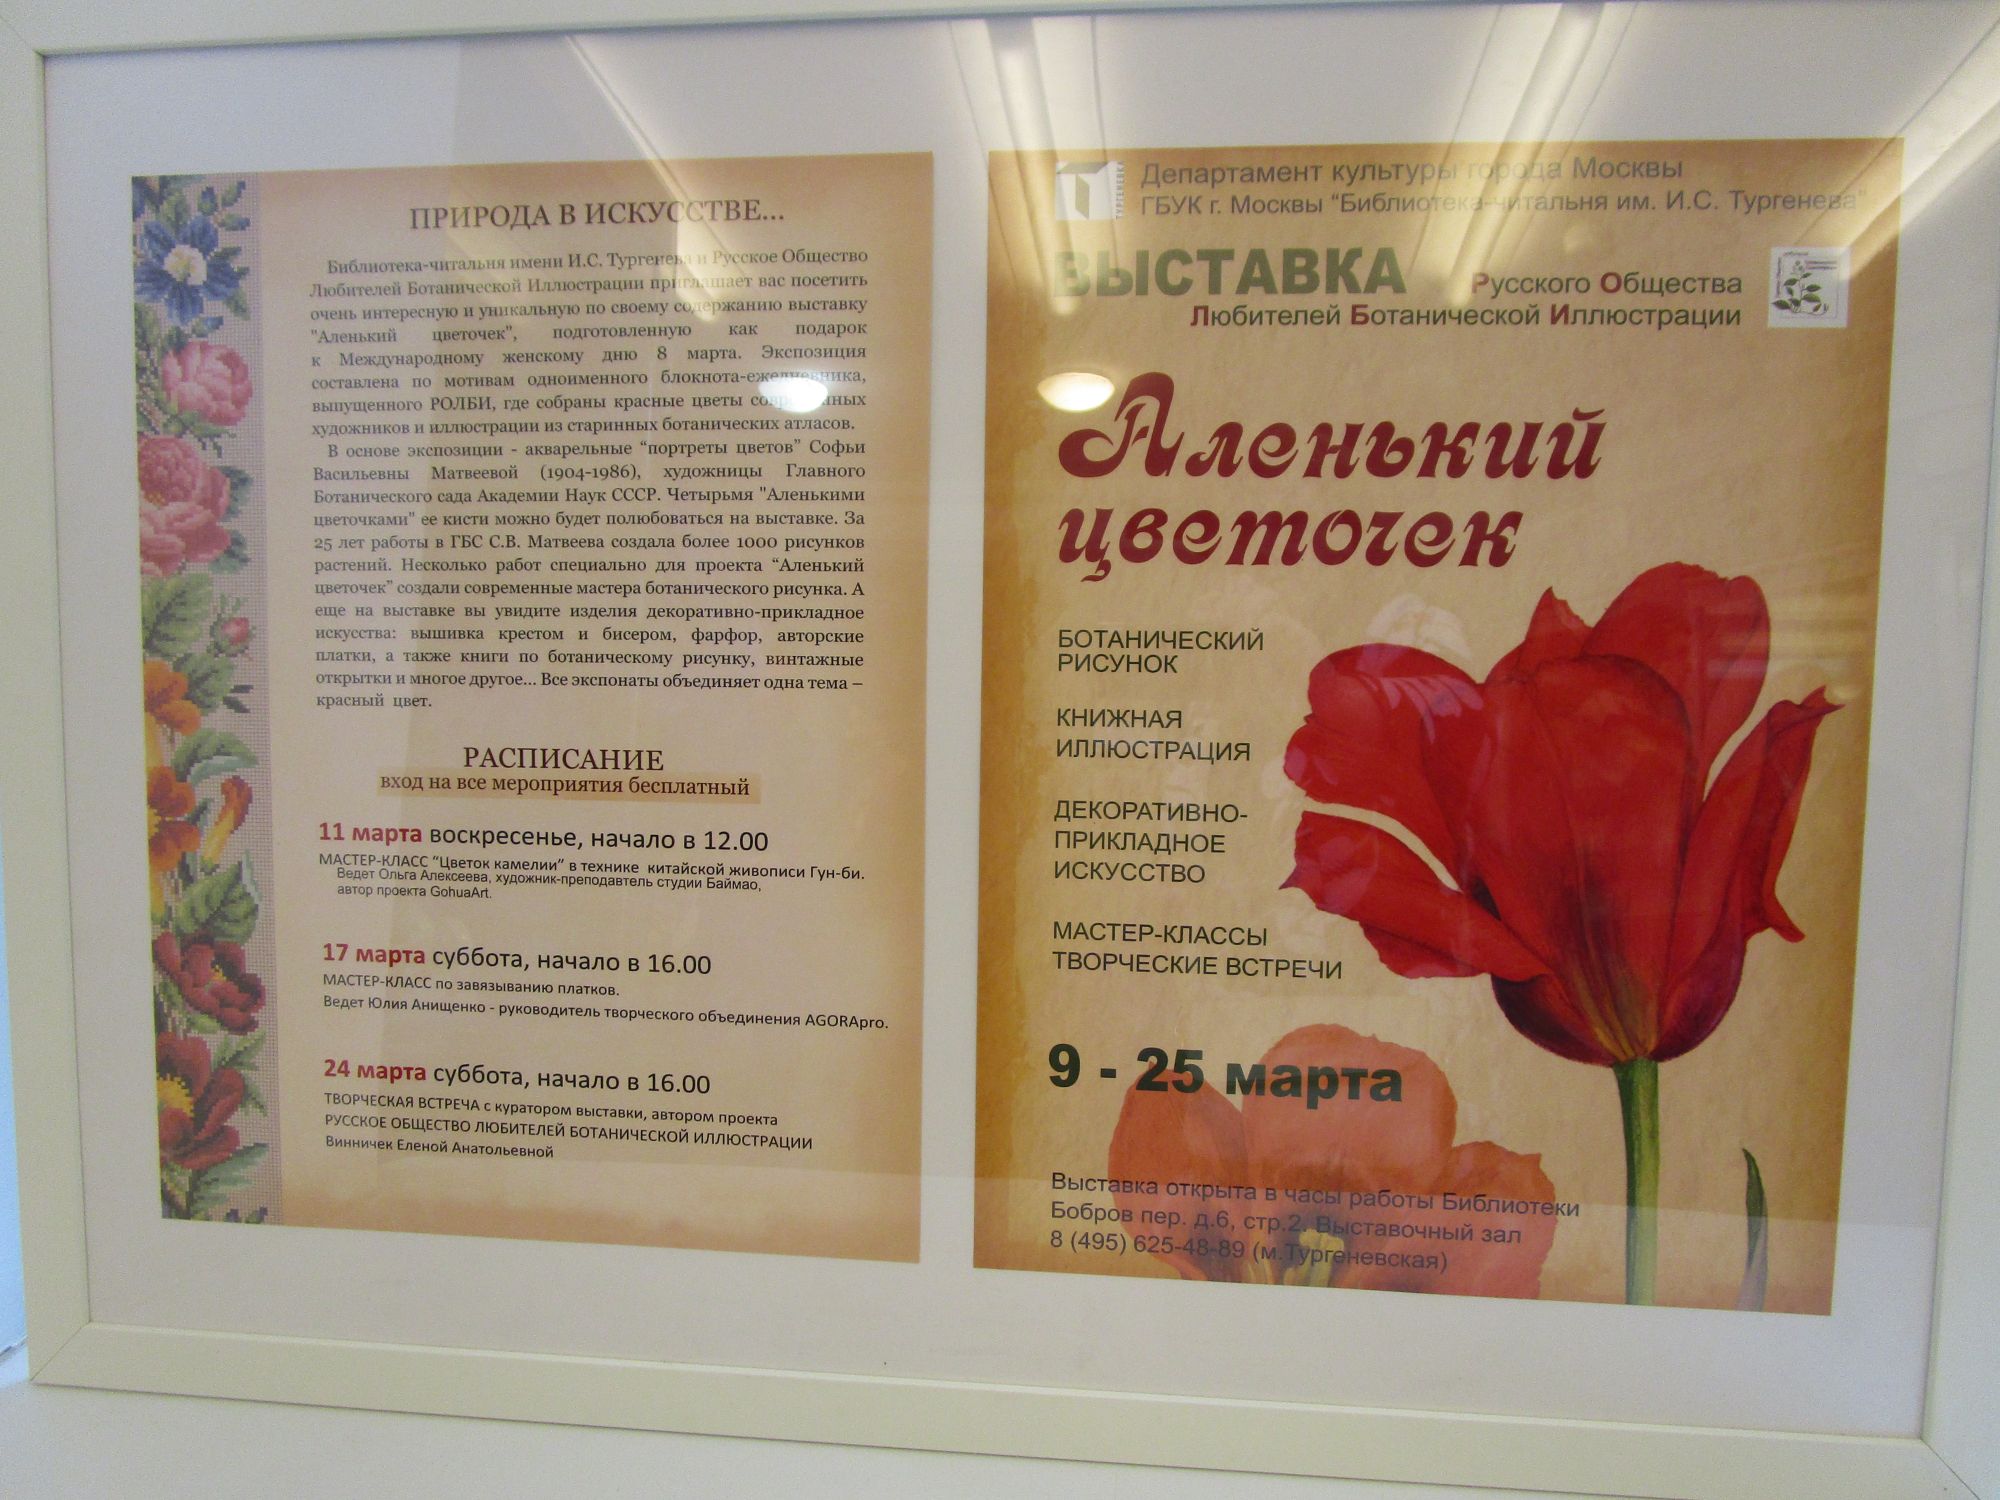 ПРИРОДА В ИСКУССТВЕ...
Библиотека-читальня имени И.С. Тургенева и Русское Общество
Любителей Ботанической Иллюстрации приглашает вас посетить
очень интересную и уникальную по своему содержанию выставку
"Аленький цветочек", подготовленную как подарок
к Международному женскому дню 8 марта. Экспозиция
составлена по мотивам одноименного блокнота-ежедневника,
выпущенного РОЛБИ, где собраны красные цветы современных
художников и иллюстрации из старинных ботанических атласов.
В основе экспозиции - акварельные “портреты цветов” Софьи
Васильевны Матвеевой (1904-1986), художницы Главного
Ботанического сада Академии Наук СССР. Четырьмя "Аленькими
цветочками" ее кисти можно будет полюбоваться на выставке. За
25 лет работы в ГБС С.В. Матвеева создала более 1000 рисунков
растений. Несколько работ специально для проекта “Аленький
цветочек” создали современные мастера ботанического рисунка. А
еще на выставке вы увидите изделия декоративно-прикладное
искусства: вышивка крестом и бисером, фарфор, авторские
платки, а также книги по ботаническому рисунку, винтажные
открытки и многое другое... Все экспонаты объединяет одна тема –
красный цвет.
РАСПИСАНИЕ
вход на все мероприятия бесплатный
11 марта воскресенье, начало в 12.00
МАСТЕР-КЛАСС “Цветок камелии” в технике китайской живописи Гун-би.
Ведет Ольга Алексеева, художник-преподатель студии Баймао,
автор проекта GohuaArt.
17 марта суббота, начало в 16.00
МАСТЕР-КЛАСС по завязыванию платков.
Ведет Юлия Анищенко - руководитель творческого объединения AGORApro.
24 марта суббота, начало в 16.00
ТВОРЧЕСКАЯ ВСТРЕЧА с куратором выставки, автором проекта
РУССКОЕ ОБЩЕСТВО ЛЮБИТЕЛЕЙ БОТАНИЧЕСКОЙ ИЛЛЮСТРАЦИИ
Винничек Еленой Анатольевной
ТУРГЕНЕВКА
Департамент культуры города Москвы
ГБУК г. Москвы “Библиотека-читальня им. И.С. Тургенева”
ВЫСТАВКА Русского Общества
Любителей Ботанической Иллюстрации
Аленький
цветочек
БОТАНИЧЕСКИЙ
РИСУНОК
КНИЖНАЯ
ИЛЛЮСТРАЦИЯ
ДЕКОРАТИВНО-
ПРИКЛАДНОЕ
ИСКУССТВО
МАСТЕР-КЛАССЫ
ТВОРЧЕСКИЕ ВСТРЕЧИ
9 - 25 марта
Выставка открыта в часы работы Библиотеки
Бобров пер. д.6, стр.2. Выставочный зал
8 (495) 625-48-89 (м.Тургеневская)